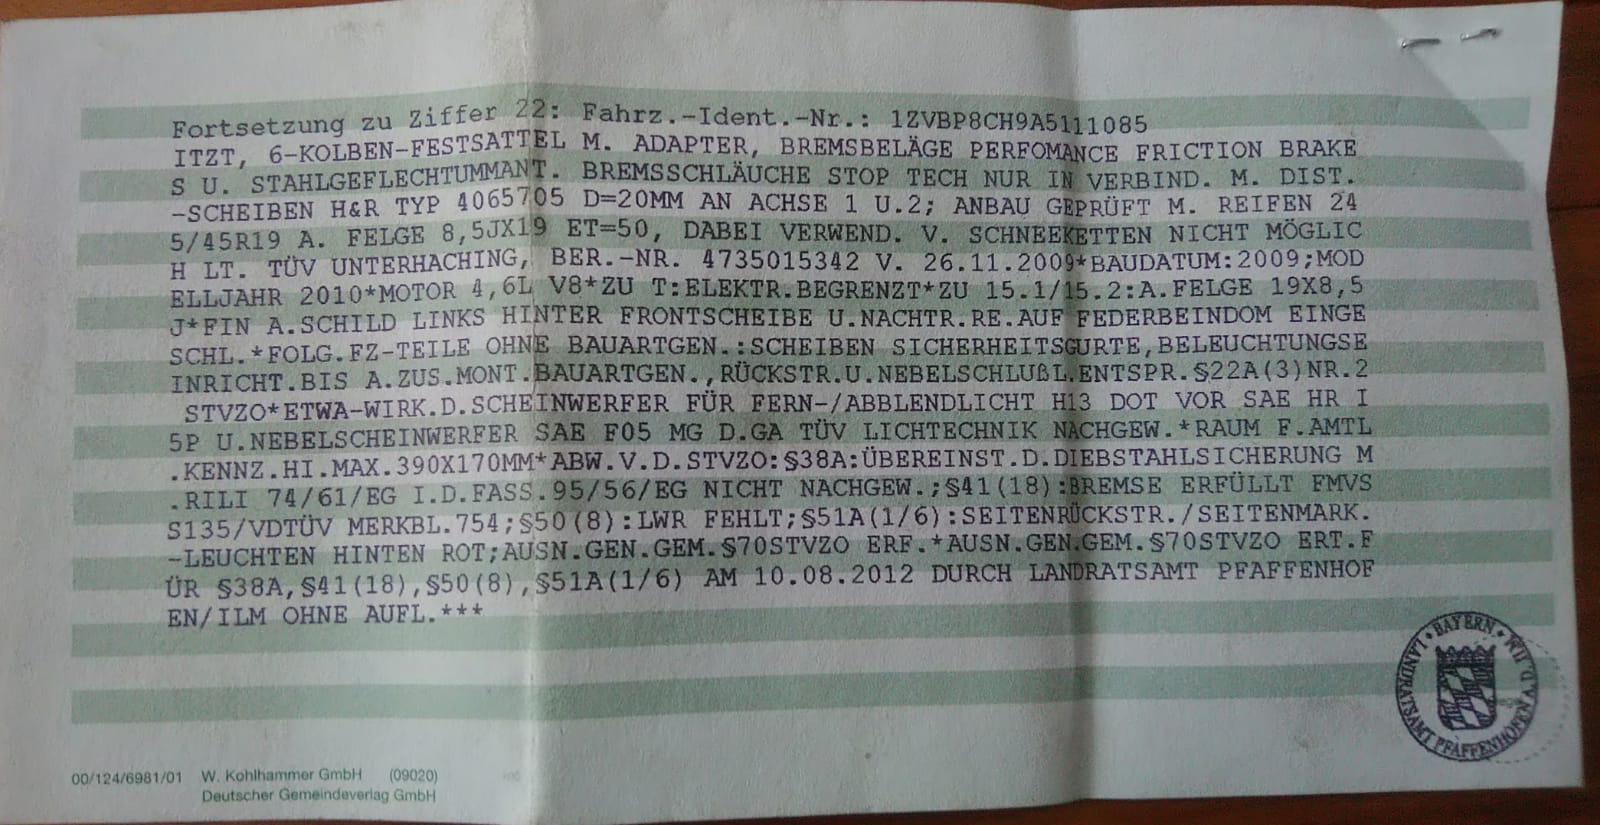 Fortsetzung zu Ziffer 22: Fahrz.-Ident.-Nr.: 1ZVBP8CH9A5111085
ITZT, 6-KOLBEN-FESTSATTEL M. ADAPTER, BREMSBELÄGE PERFOMANCE FRICTION BRAKE
S U. STAHLGEFLECHTUMMANT. BREMSSCHLÄUCHE STOP TECH NUR IN VERBIND. M. DIST.
-SCHEIBEN H&R TYP 4065705 D=20MM AN ACHSE 1 U.2; ANBAU GEPRÜFT M. REIFEN 24
5/45R19 A. FELGE 8,5JX19 ET=50, DABEI VERWEND. V. SCHNEEKETTEN NICHT MÖGLIC
H LT. TÜV UNTERHACHING, BER.-NR. 4735015342 V. 26.11.2009*BAUDATUM:2009;MOD
ELLJAHR 2010*MOTOR 4,6L V8*ZU T:ELEKTR.BEGRENZT*ZU 15.1/15.2:A.FELGE 19X8,5
J*FIN A.SCHILD LINKS HINTER FRONTSCHEIBE U.NACHTR.RE.AUF FEDERBEINDOM EINGE
SCHL.*FOLG.FZ-TEILE OHNE BAUARTGEN.:SCHEIBEN SICHERHEITSGURTE,BELEUCHTUNGSE
INRICHT.BIS A.ZUS.MONT.BAUARTGEN.,RÜCKSTR.U.NEBELSCHLUßL.ENTSPR.§22A(3)NR.2
STVZO*ETWA-WIRK.D.SCHEINWERFER FÜR FERN-/ABBLENDLICHT H13 DOT VOR SAE HR I
5P U.NEBELSCHEINWERFER SAE F05 MG D.GA TÜV LICHTECHNIK NACHGEW.*RAUM F.AMTL
.KENNZ.HI.MAX.390X170MM*ABW.V.D.STVZO:§38A:ÜBEREINST.D.DIEBSTAHLSICHERUNG M
.RILI 74/61/EG I.D.FASS.95/56/EG NICHT NACHGEW.;§41(18):BREMSE ERFÜLLT FMVS
S135/VDTÜV MERKBL.754;§50(8):LWR FEHLT;§51A(1/6):SEITENRÜCKSTR./SEITENMARK.
-LEUCHTEN HINTEN ROT;AUSN.GEN.GEM.§70STVZO ERF.*AUSN.GEN.GEM.§70STVZO ERT.F
ÜR §38A,§41(18),§50(8),§51A(1/6) AM 10.08.2012 DURCH LANDRATSAMT PFAFFENHOF
EN/ILM OHNE AUFL.***
BAYERN
LANDRATSAMT PFAFFENHOFEN A.D. ILM
00/124/6981/01 W. Kohlhammer GmbH (09020)
Deutscher Gemeindeverlag GmbH